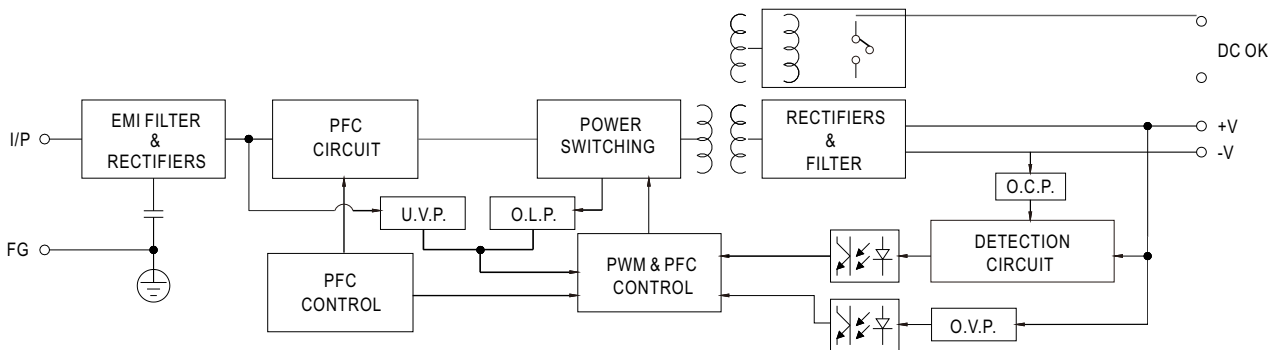 DC OK
I/P
EMI FILTER
&
RECTIFIERS
PFC
CIRCUIT
POWER
SWITCHING
RECTIFIERS
&
FILTER
+V
-V
O.C.P.
U.V.P.
O.L.P.
FG
PFC
CONTROL
PWM & PFC
CONTROL
DETECTION
CIRCUIT
O.V.P.